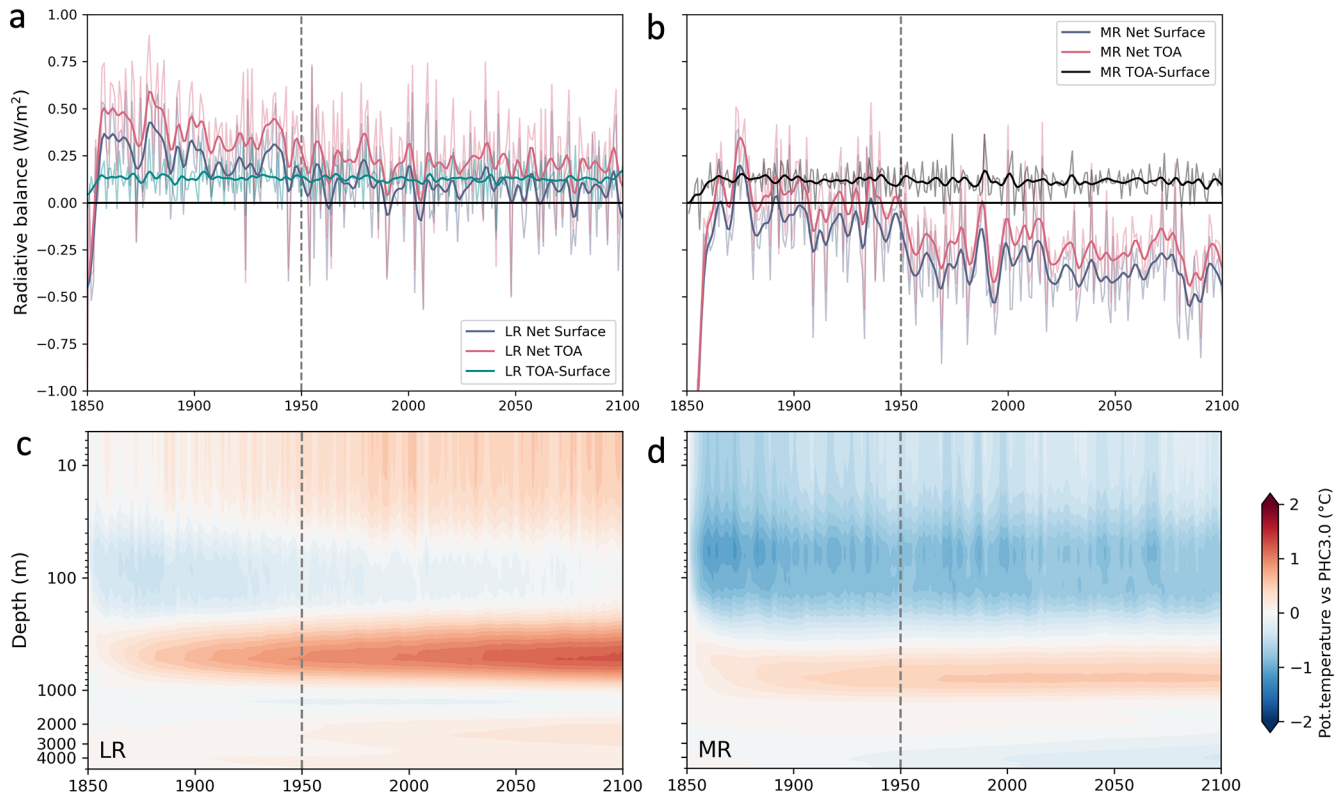 a
Radiative balance (W/m²)
1.00
0.75
0.50
0.25
0.00
−0.25
−0.50
−0.75
−1.00
LR Net Surface
LR Net TOA
LR TOA-Surface
1850 1900 1950 2000 2050 2100
b
MR Net Surface
MR Net TOA
MR TOA-Surface
1850 1900 1950 2000 2050 2100
c
Depth (m)
10
100
1000
2000
3000
4000
LR
1850 1900 1950 2000 2050 2100
d
MR
1850 1900 1950 2000 2050 2100
2
1
0
−1
−2
Pot.temperature vs PHC3.0 (°C)